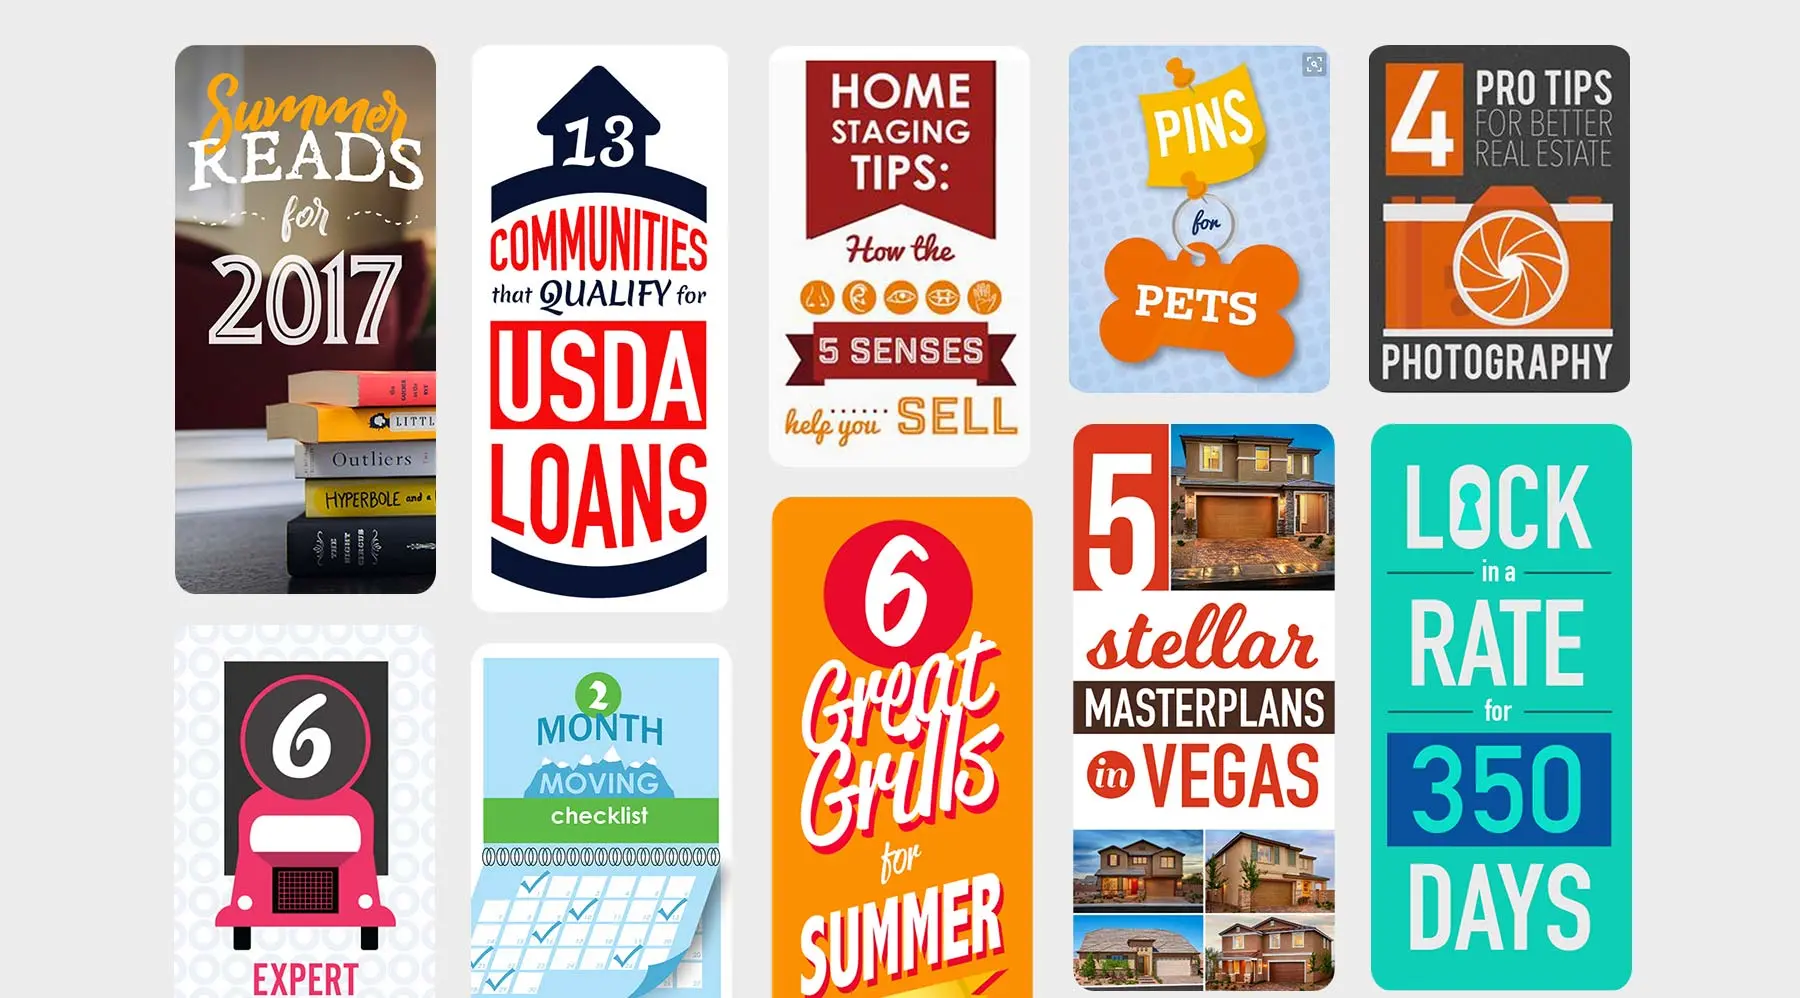 Summer
READS
for
2017
LITTL
Outliers
HYPERBOLE and a
THE
NIGHT
CIRCUS
13
COMMUNITIES
that QUALIFY for
USDA
LOANS
HOME
STAGING
TIPS:
How the
5 SENSES
help you SELL
PINS
for
PETS
4
PRO TIPS
FOR BETTER
REAL ESTATE
PHOTOGRAPHY
6
EXPERT
2
MONTH
MOVING
checklist
6
Great
Grills
for
SUMMER
5
stellar
MASTERPLANS
in VEGAS
LOCK
in a
RATE
for
350
DAYS